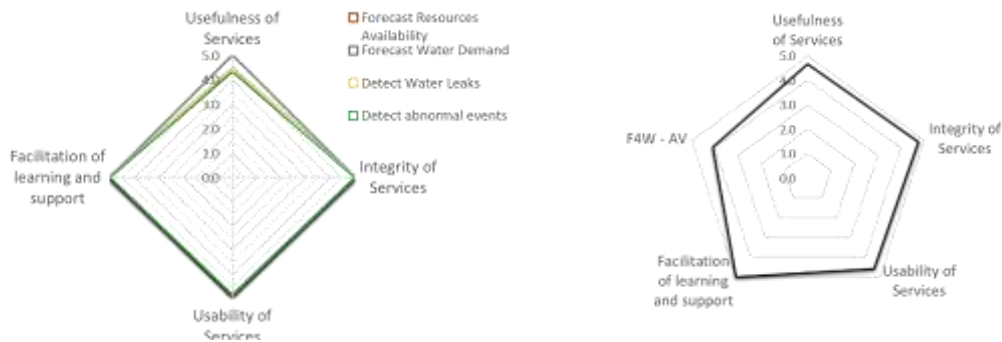 Usefulness of
Services
5.0
4.0
3.0
2.0
1.0
0.0
Facilitation of
learning and
support
Integrity of
Services
Usability of
Services
Forecast Resources
Availability
Forecast Water Demand
Detect Water Leaks
Detect abnormal events
Usefulness
of Services
5.0
4.0
3.0
2.0
1.0
0.0
F4W - AV
Integrity of
Services
Facilitation
of learning
and support
Usability of
Services